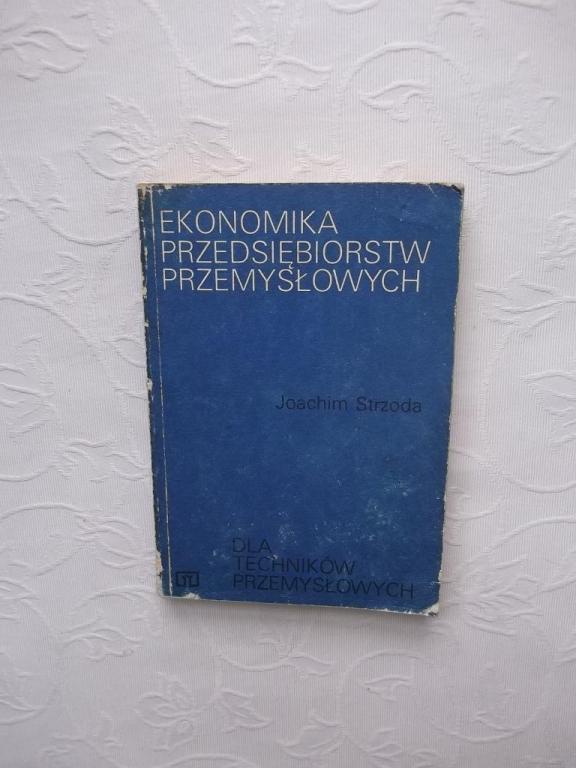 EKONOMIKA
PRZEDSIĘBIORSTW
PRZEMYSŁOWYCH
Joachim Strzoda
DLA
TECHNIKÓW
PRZEMYSŁOWYCH